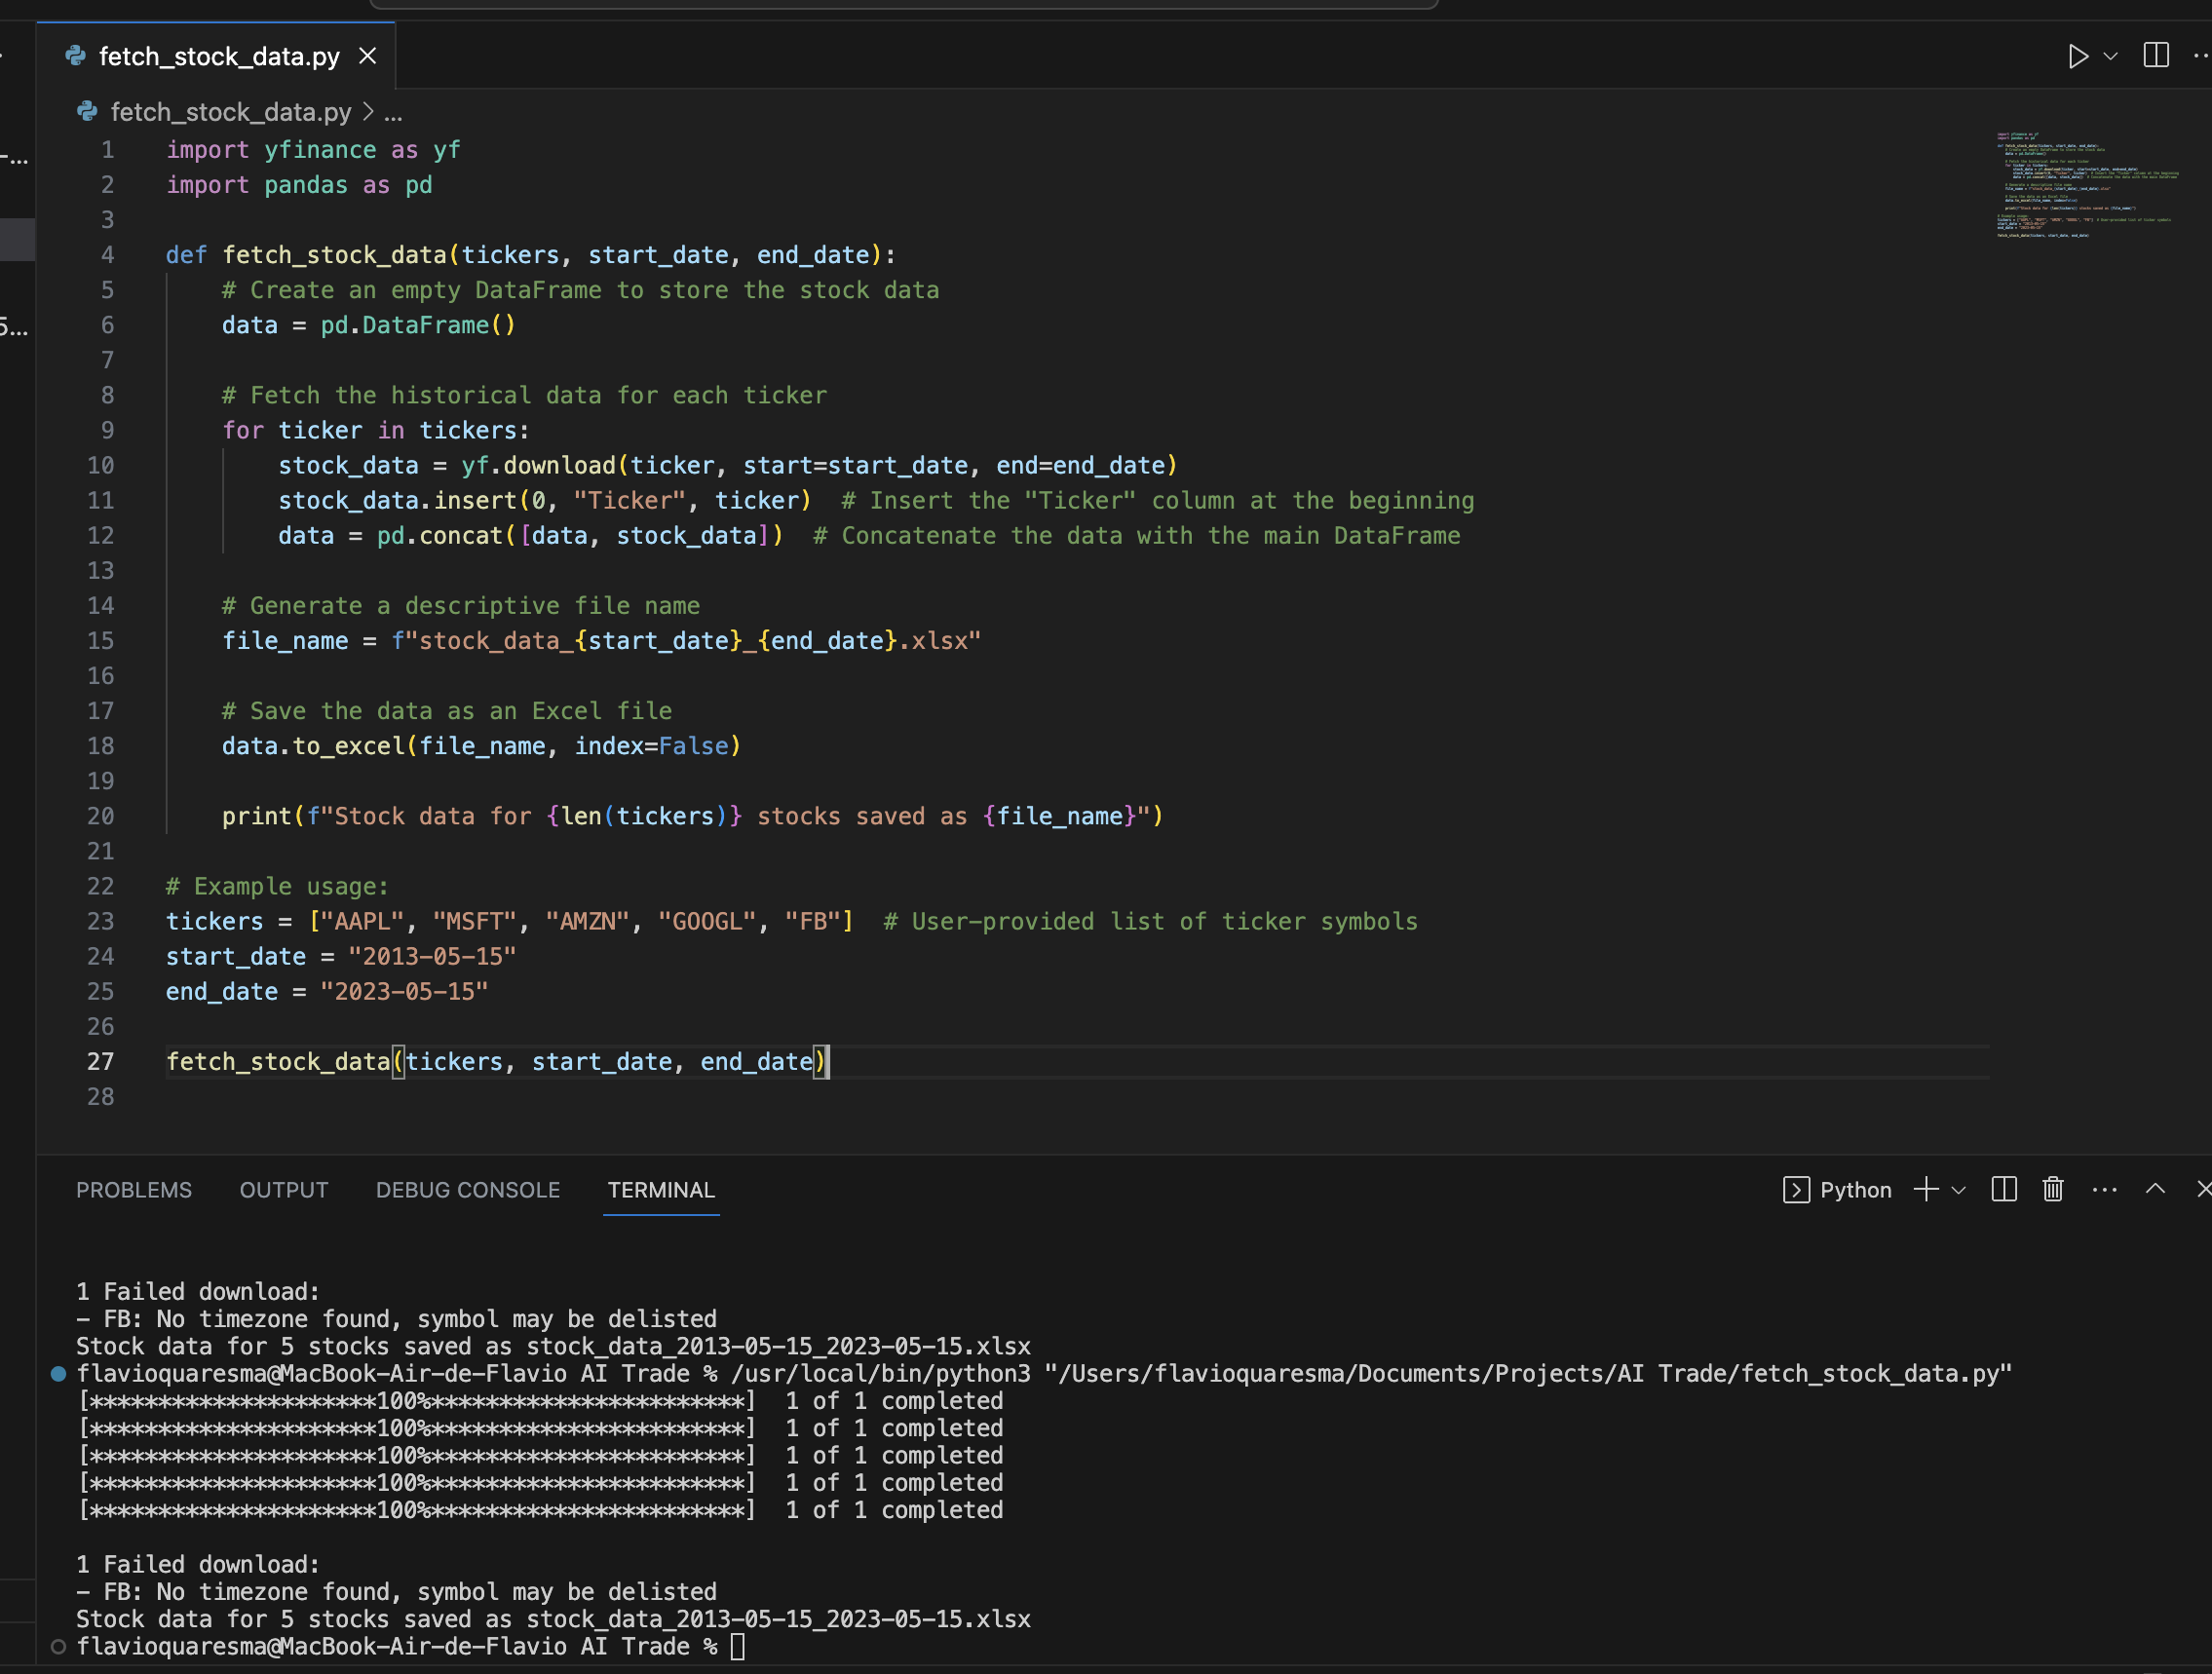 fetch_stock_data.py
fetch_stock_data.py > ...
1 import yfinance as yf
2 import pandas as pd
3
4 def fetch_stock_data(tickers, start_date, end_date):
5     # Create an empty DataFrame to store the stock data
6     data = pd.DataFrame()
7
8     # Fetch the historical data for each ticker
9     for ticker in tickers:
10         stock_data = yf.download(ticker, start=start_date, end=end_date)
11         stock_data.insert(0, "Ticker", ticker)  # Insert the "Ticker" column at the beginning
12         data = pd.concat([data, stock_data])  # Concatenate the data with the main DataFrame
13
14     # Generate a descriptive file name
15     file_name = f"stock_data_{start_date}_{end_date}.xlsx"
16
17     # Save the data as an Excel file
18     data.to_excel(file_name, index=False)
19
20     print(f"Stock data for {len(tickers)} stocks saved as {file_name}")
21
22 # Example usage:
23 tickers = ["AAPL", "MSFT", "AMZN", "GOOGL", "FB"]  # User-provided list of ticker symbols
24 start_date = "2013-05-15"
25 end_date = "2023-05-15"
26
27 fetch_stock_data(tickers, start_date, end_date)
28
PROBLEMS OUTPUT DEBUG CONSOLE TERMINAL Python
1 Failed download:
- FB: No timezone found, symbol may be delisted
Stock data for 5 stocks saved as stock_data_2013-05-15_2023-05-15.xlsx
flavioquaresma@MacBook-Air-de-Flavio AI Trade % /usr/local/bin/python3 "/Users/flavioquaresma/Documents/Projects/AI Trade/fetch_stock_data.py"
[*********************100%***********************]  1 of 1 completed
[*********************100%***********************]  1 of 1 completed
[*********************100%***********************]  1 of 1 completed
[*********************100%***********************]  1 of 1 completed
[*********************100%***********************]  1 of 1 completed
1 Failed download:
- FB: No timezone found, symbol may be delisted
Stock data for 5 stocks saved as stock_data_2013-05-15_2023-05-15.xlsx
flavioquaresma@MacBook-Air-de-Flavio AI Trade %